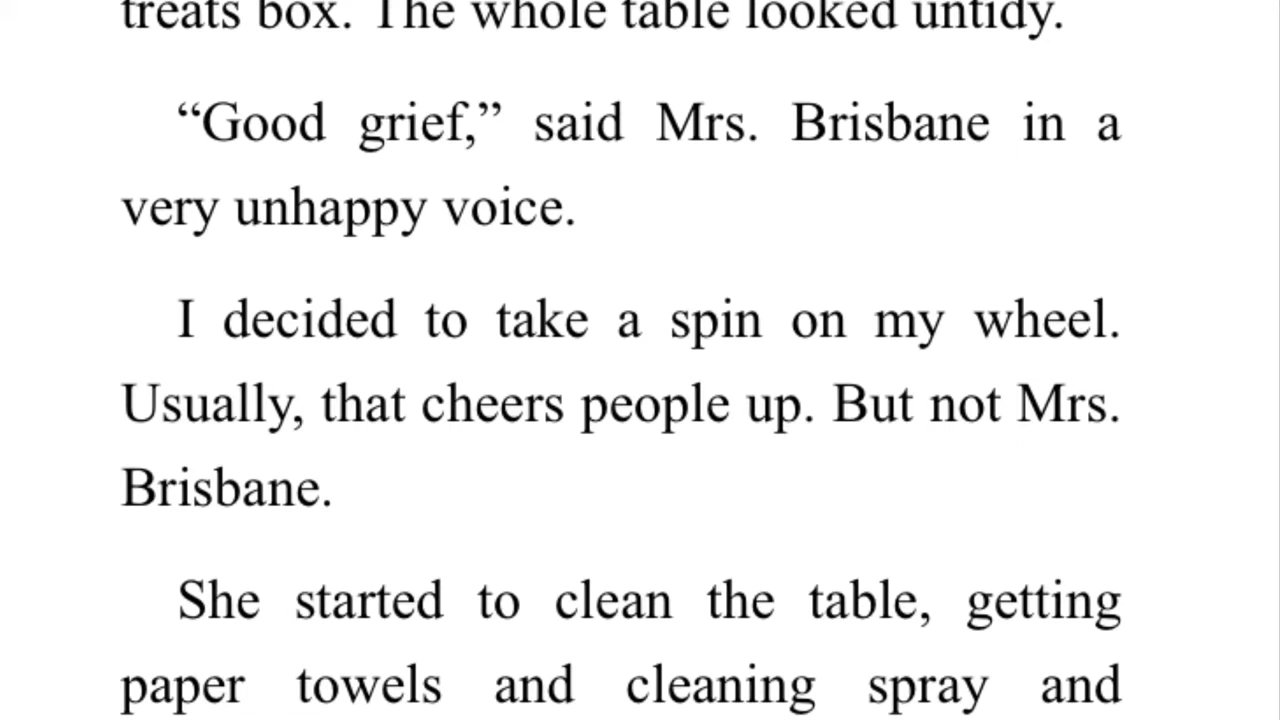 treats box. The whole table looked untidy.
“Good grief,” said Mrs. Brisbane in a
very unhappy voice.
I decided to take a spin on my wheel.
Usually, that cheers people up. But not Mrs.
Brisbane.
She started to clean the table, getting
paper towels and cleaning spray and